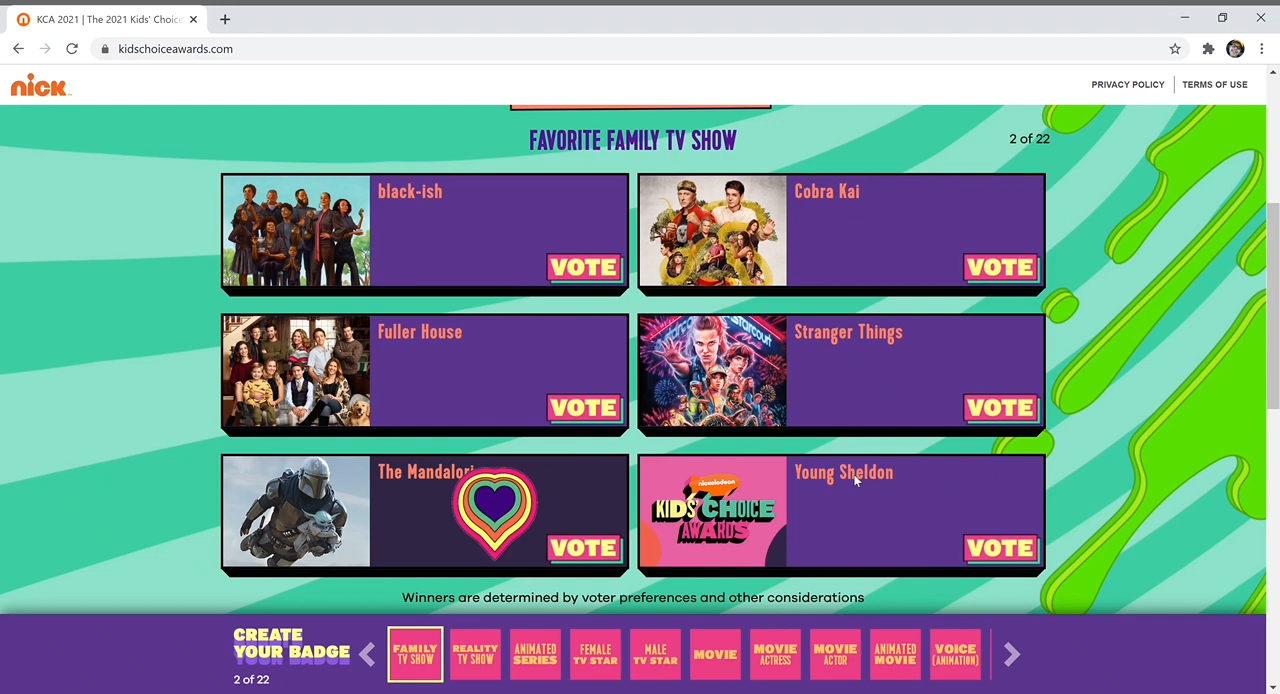 KCA 2021 | The 2021 Kids' Choice
kidschoiceawards.com
nick
PRIVACY POLICY
TERMS OF USE
FAVORITE FAMILY TV SHOW
2 of 22
black-ish
VOTE
Cobra Kai
VOTE
Fuller House
VOTE
Stranger Things
VOTE
The Mandalori
VOTE
nickelodeon
KIDS' CHOICE
AWARDS
Young Sheldon
VOTE
Winners are determined by voter preferences and other considerations
CREATE
YOUR BADGE
2 of 22
FAMILY
TV SHOW
REALITY
TV SHOW
ANIMATED
SERIES
FEMALE
TV STAR
MALE
TV STAR
MOVIE
MOVIE
ACTRESS
MOVIE
ACTOR
ANIMATED
MOVIE
VOICE
(ANIMATION)